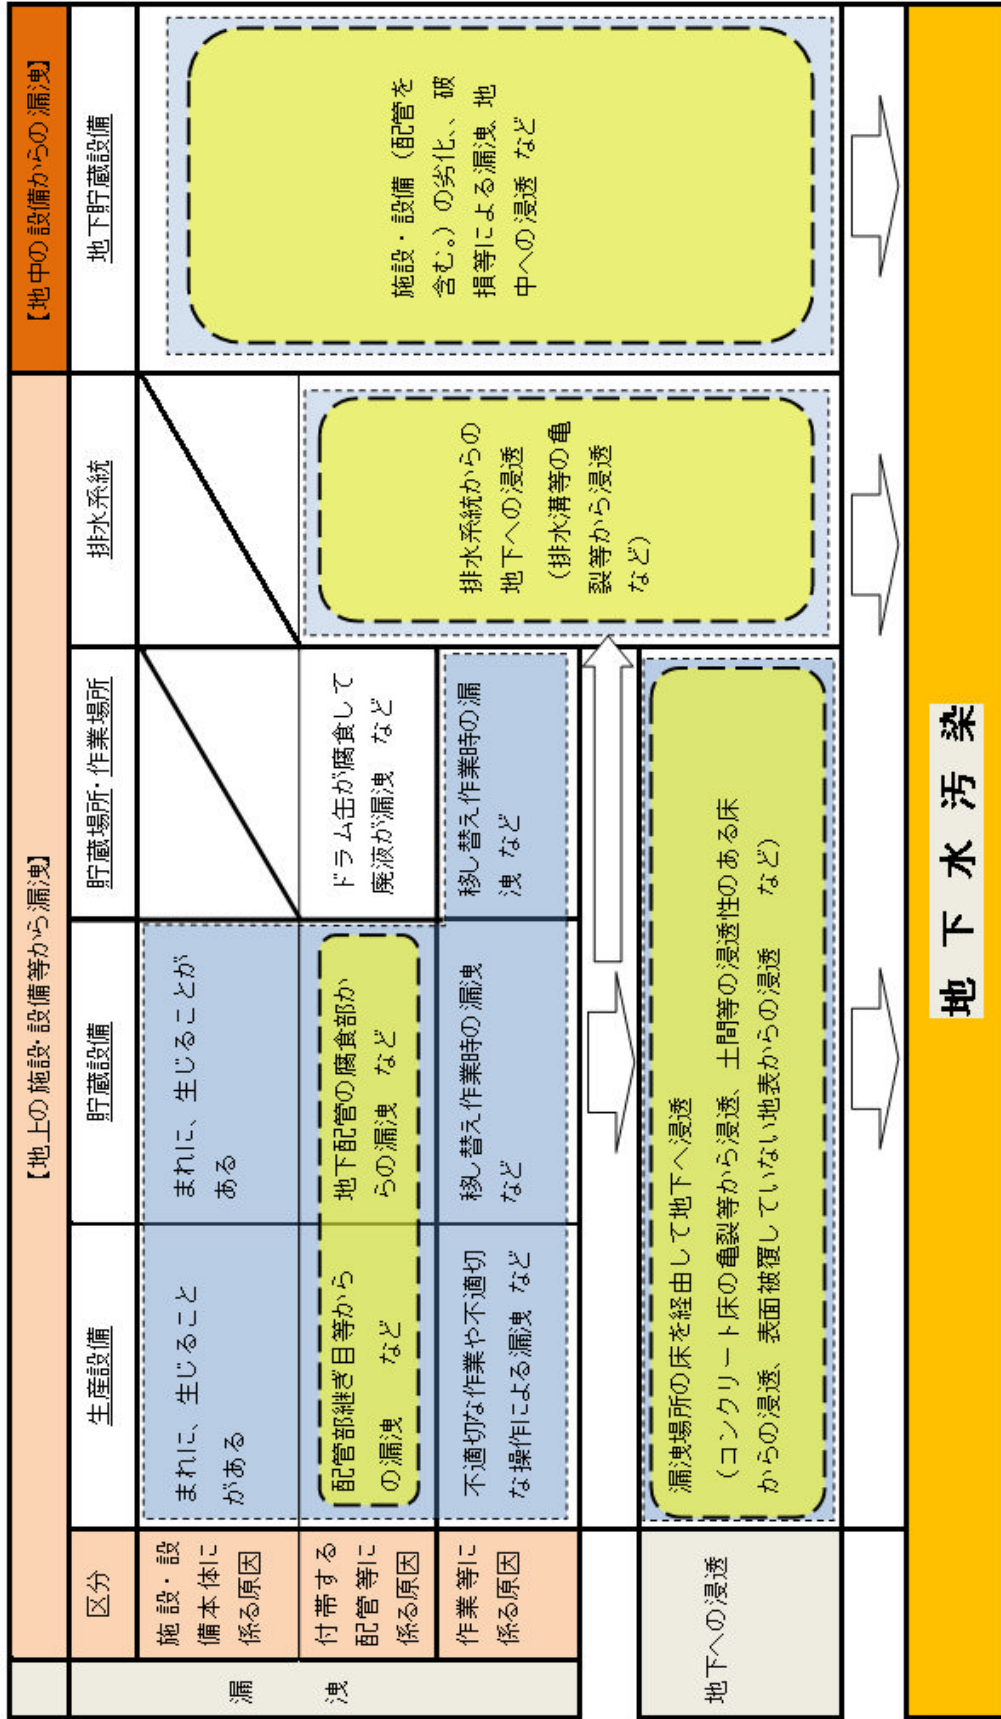 【地上の施設・設備等から漏洩】
【地中の設備からの漏洩】
区分
生産設備
貯蔵設備
貯蔵場所・作業場所
排水系統
地下貯蔵設備
漏
洩
施設・設
備本体に
係る原因
まれに、生じること
がある
まれに、生じることが
ある
付帯する
配管等に
係る原因
配管部継ぎ目等から
の漏洩 など
地下配管の腐食部か
らの漏洩 など
ドラム缶が腐食して
廃液が漏洩 など
作業等に
係る原因
不適切な作業や不適切
な操作による漏洩 など
移し替え作業時の漏洩
など
移し替え作業時の漏
洩 など
排水系統からの
地下への浸透
（排水溝等の亀
裂等から浸透
など）
施設・設備（配管を
含む。）の劣化、、破
損等による漏洩、地
中への浸透 など
地下への浸透
漏洩場所の床を経由して地下へ浸透
（コンクリート床の亀裂等から浸透、土間等の浸透性のある床
からの浸透、表面被覆していない地表からの浸透 など）
地下水汚染